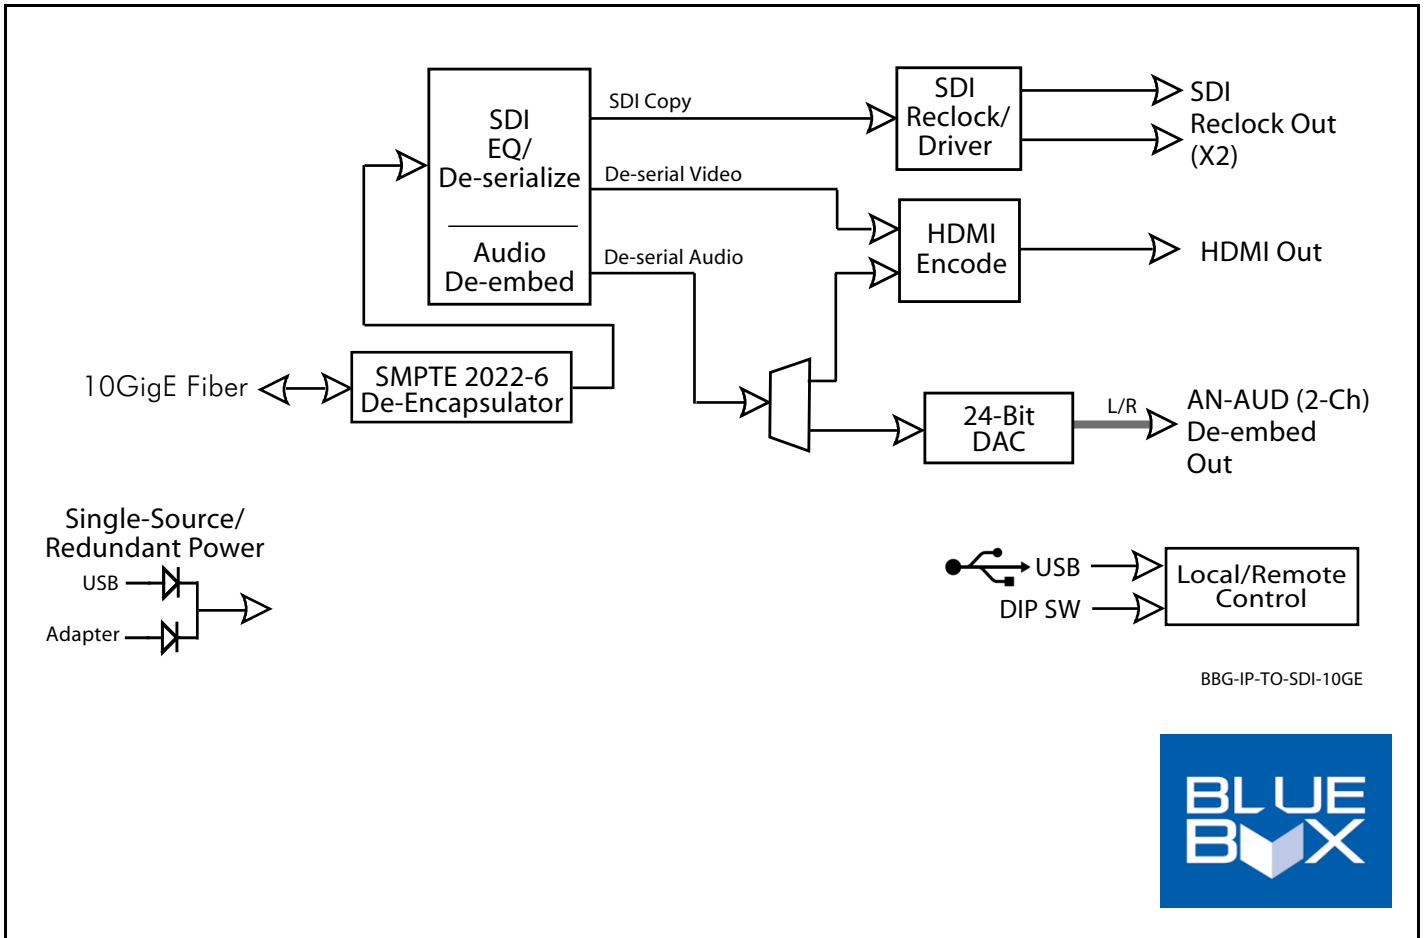 SDI
EQ/
De-serialize
Audio
De-embed
SDI Copy
De-serial Video
De-serial Audio
SDI
Reclock/
Driver
SDI
Reclock Out
(X2)
HDMI
Encode
HDMI Out
10GigE Fiber
SMPTE 2022-6
De-Encapsulator
24-Bit
DAC
L/R
AN-AUD (2-Ch)
De-embed
Out
Single-Source/
Redundant Power
USB
Adapter
USB
DIP SW
Local/Remote
Control
BBG-IP-TO-SDI-10GE
BLUE
BOX